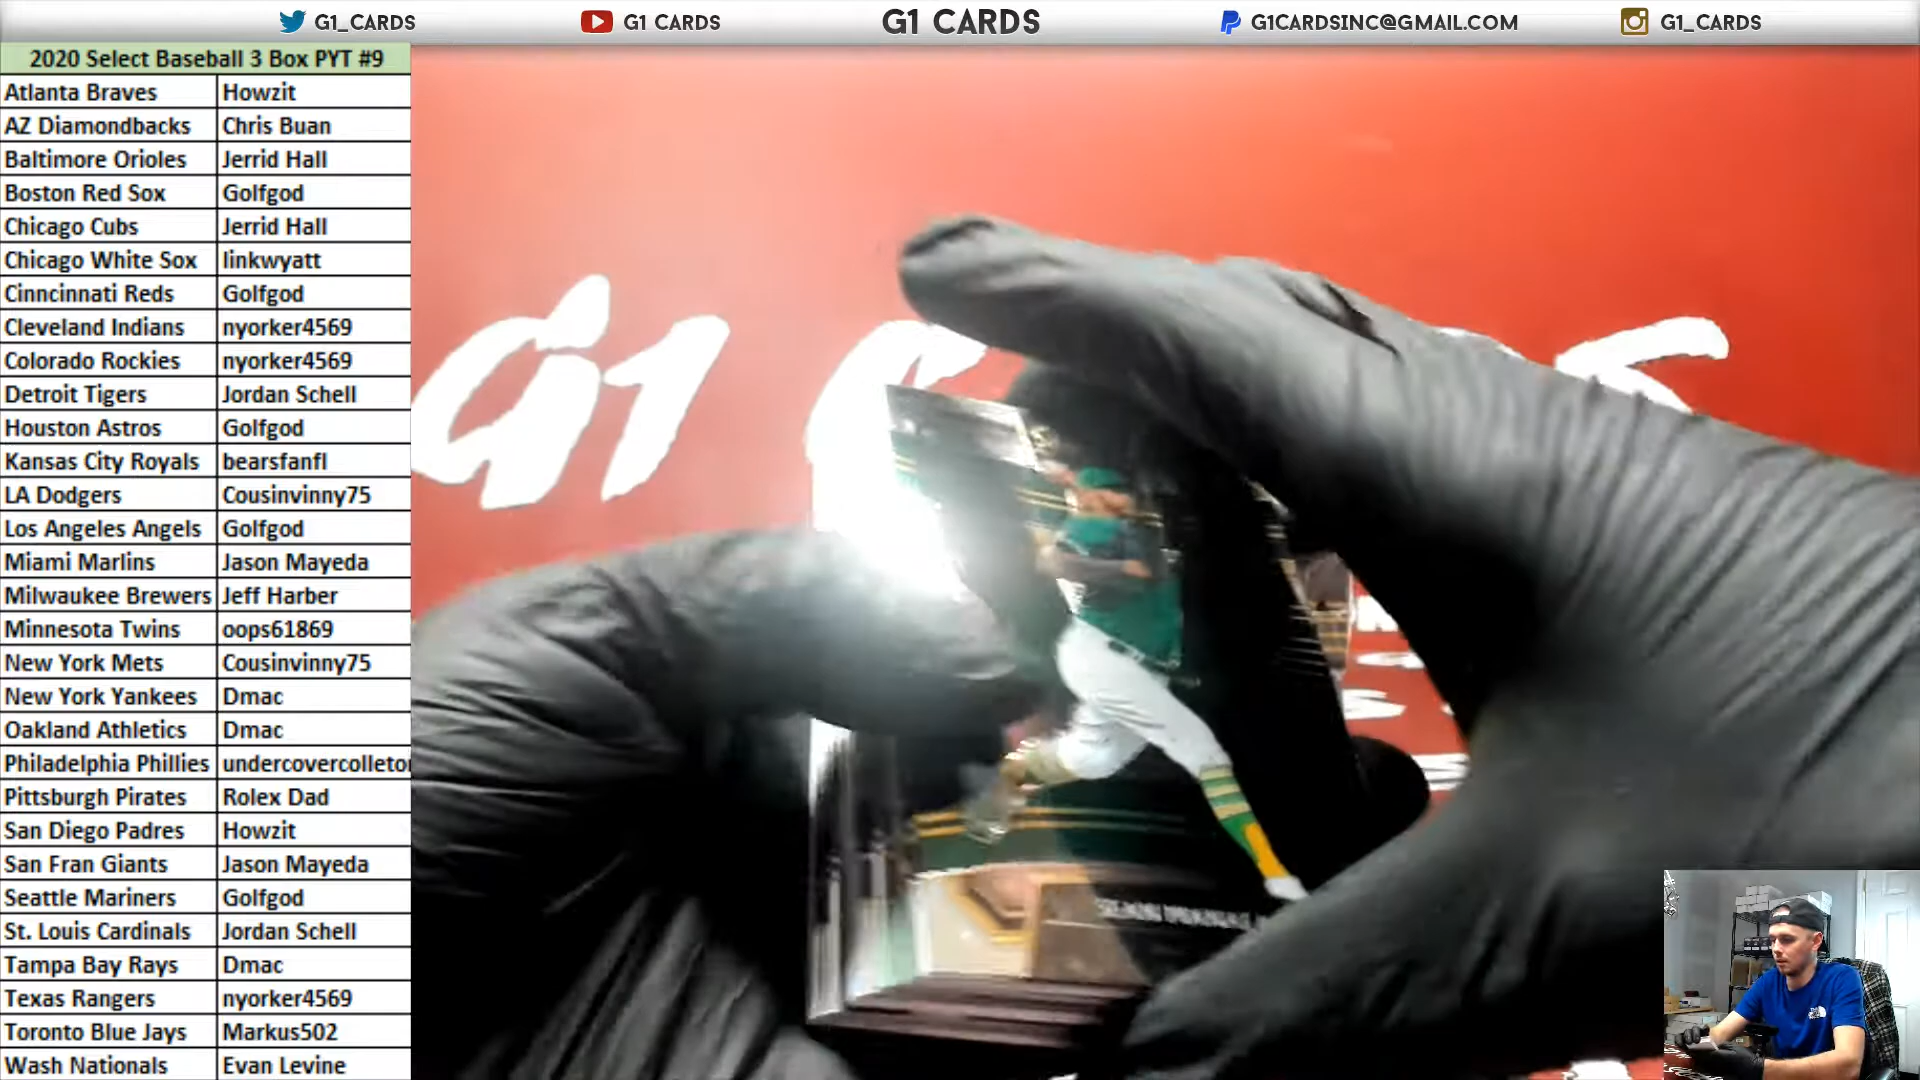 G1_CARDS G1 CARDS G1 CARDS G1CARDSINC@GMAIL.COM G1_CARDS
2020 Select Baseball 3 Box PYT #9
Atlanta Braves Howzit
AZ Diamondbacks Chris Buan
Baltimore Orioles Jerrid Hall
Boston Red Sox Golfgod
Chicago Cubs Jerrid Hall
Chicago White Sox linkwyatt
Cinncinnati Reds Golfgod
Cleveland Indians nyorker4569
Colorado Rockies nyorker4569
Detroit Tigers Jordan Schell
Houston Astros Golfgod
Kansas City Royals bearsfanfl
LA Dodgers Cousinvinny75
Los Angeles Angels Golfgod
Miami Marlins Jason Mayeda
Milwaukee Brewers Jeff Harber
Minnesota Twins oops61869
New York Mets Cousinvinny75
New York Yankees Dmac
Oakland Athletics Dmac
Philadelphia Phillies undercovercolletor
Pittsburgh Pirates Rolex Dad
San Diego Padres Howzit
San Fran Giants Jason Mayeda
Seattle Mariners Golfgod
St. Louis Cardinals Jordan Schell
Tampa Bay Rays Dmac
Texas Rangers nyorker4569
Toronto Blue Jays Markus502
Wash Nationals Evan Levine
G1